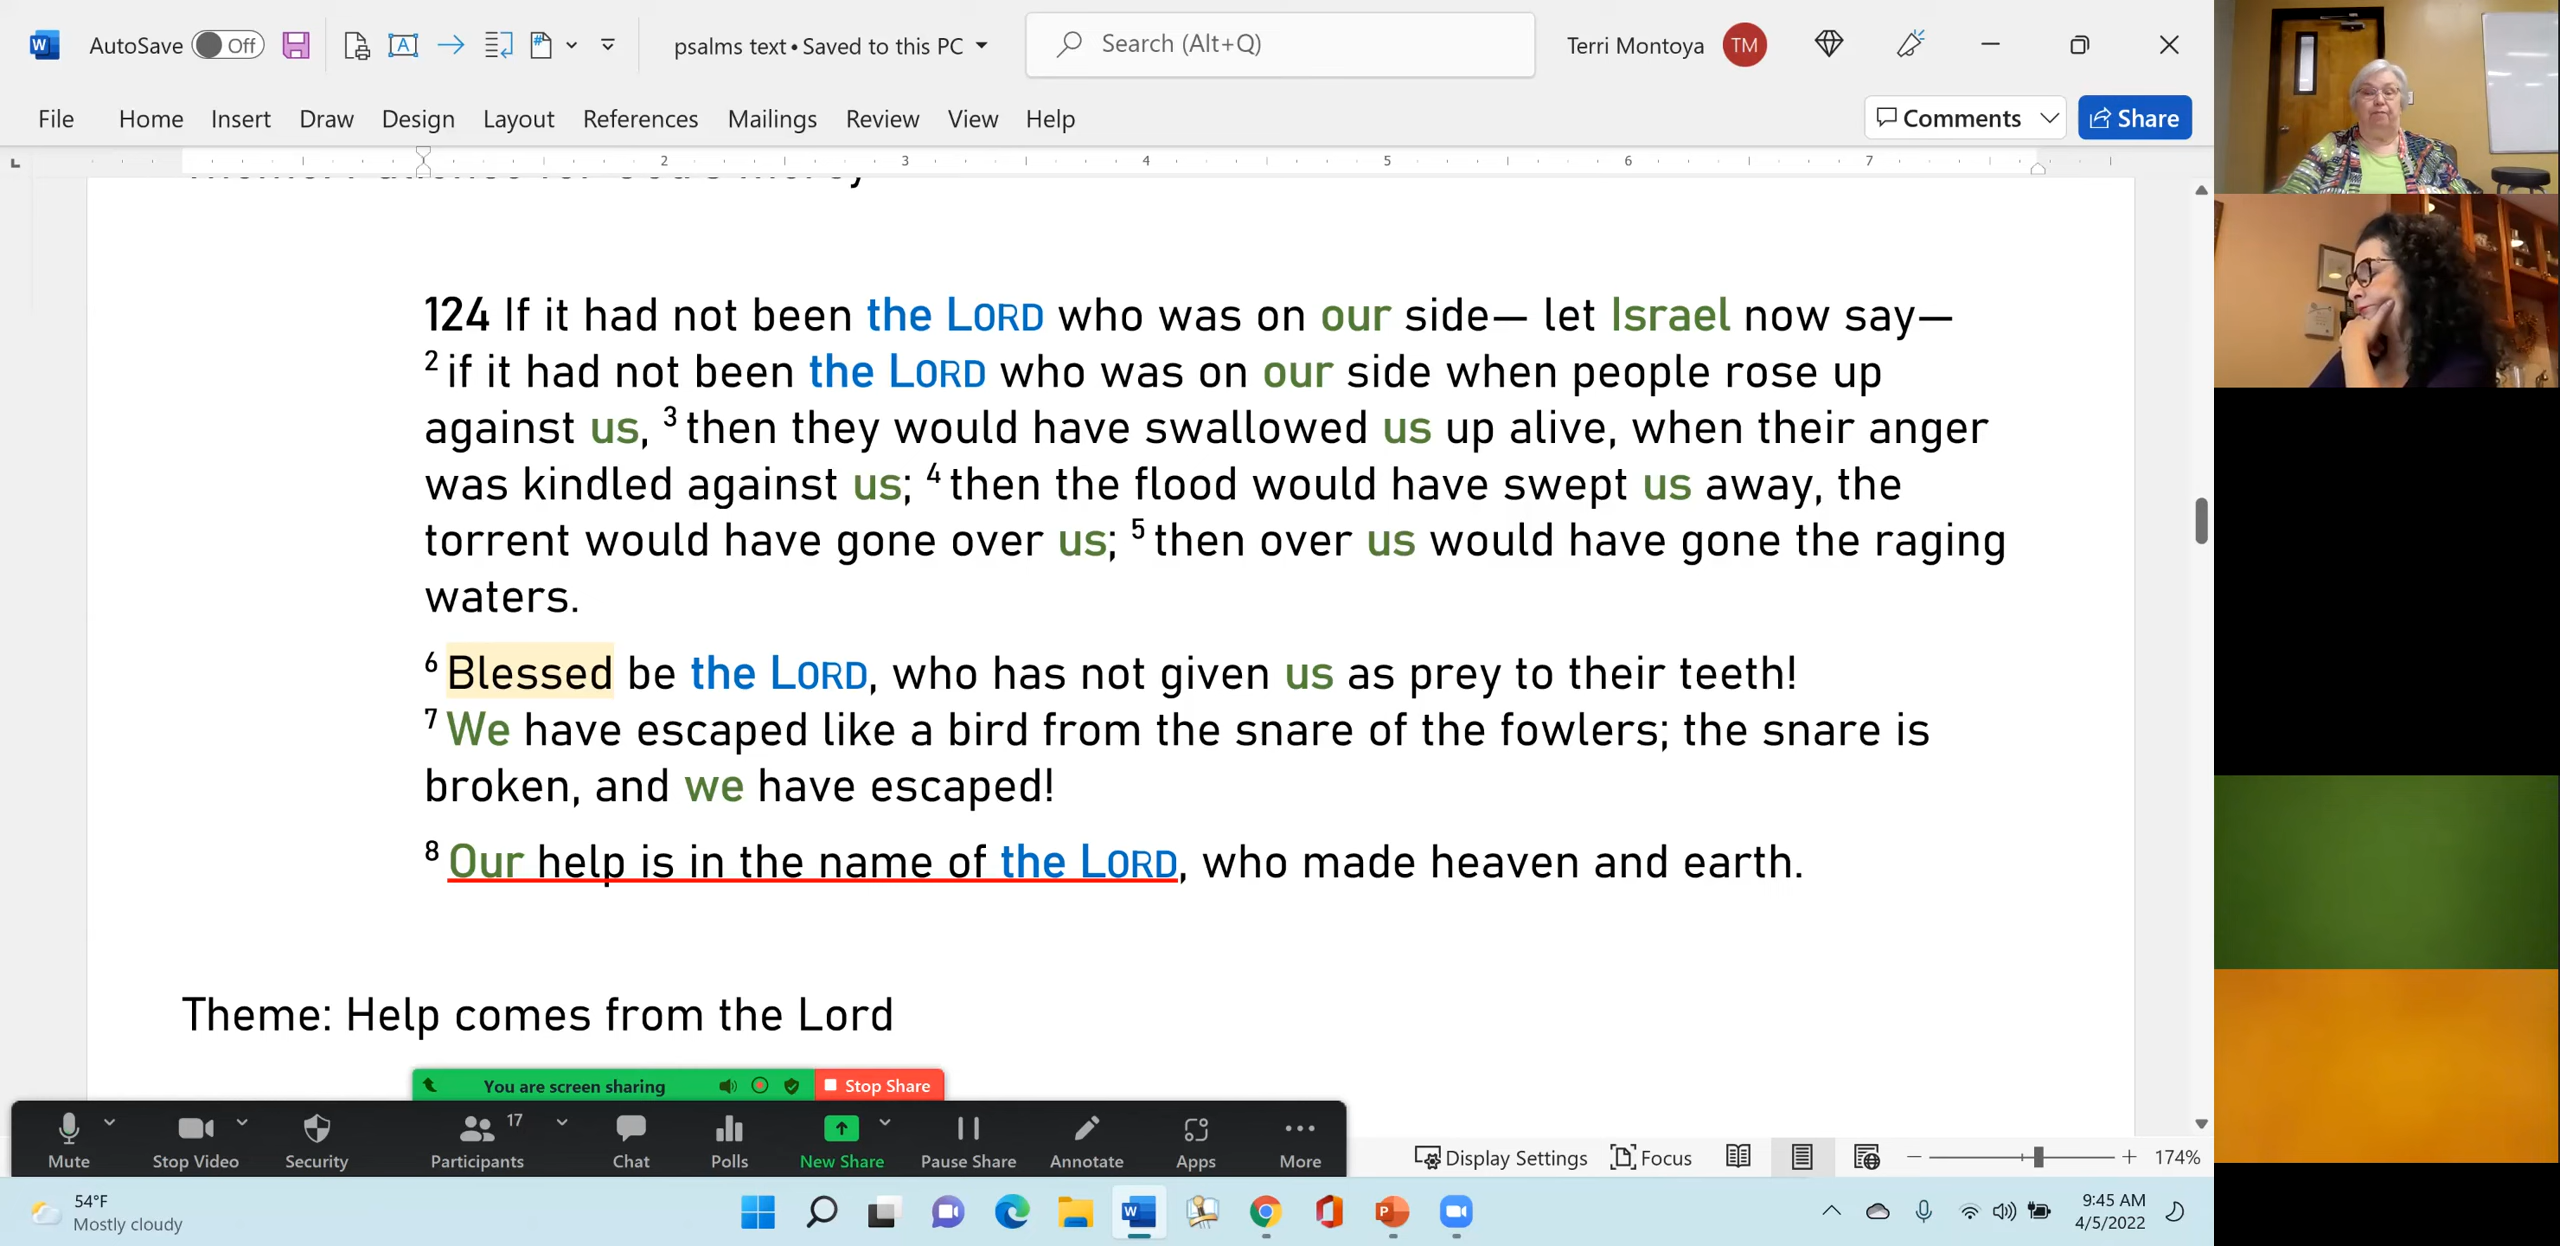 AutoSave Off psalms text • Saved to this PC Search (Alt+Q) Terri Montoya TM
File Home Insert Draw Design Layout References Mailings Review View Help Comments Share
2 3 4 5 6 7
124 If it had not been the LORD who was on our side— let Israel now say—
2 if it had not been the LORD who was on our side when people rose up
against us, 3 then they would have swallowed us up alive, when their anger
was kindled against us; 4 then the flood would have swept us away, the
torrent would have gone over us; 5 then over us would have gone the raging
waters.
6 Blessed be the LORD, who has not given us as prey to their teeth!
7 We have escaped like a bird from the snare of the fowlers; the snare is
broken, and we have escaped!
8 Our help is in the name of the LORD, who made heaven and earth.
Theme: Help comes from the Lord
You are screen sharing Stop Share
17
Mute Stop Video Security Participants Chat Polls New Share Pause Share Annotate Apps More
Display Settings Focus 174%
54°F
Mostly cloudy
9:45 AM
4/5/2022